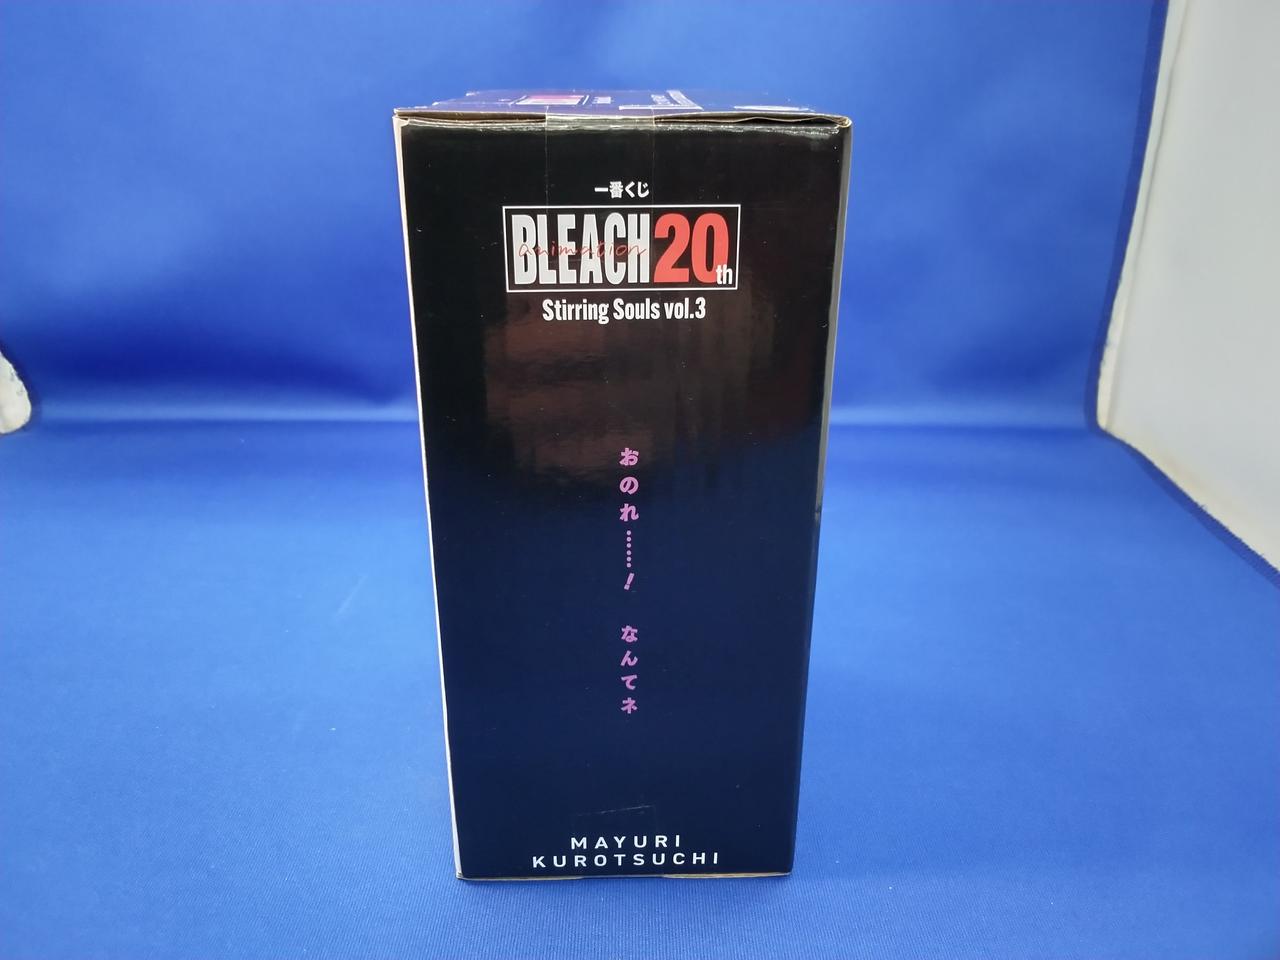 一番くじ
BLEACH 20th
animation
Stirring Souls vol.3
おのれ……！ なんてネ
MAYURI
KUROTSUCHI